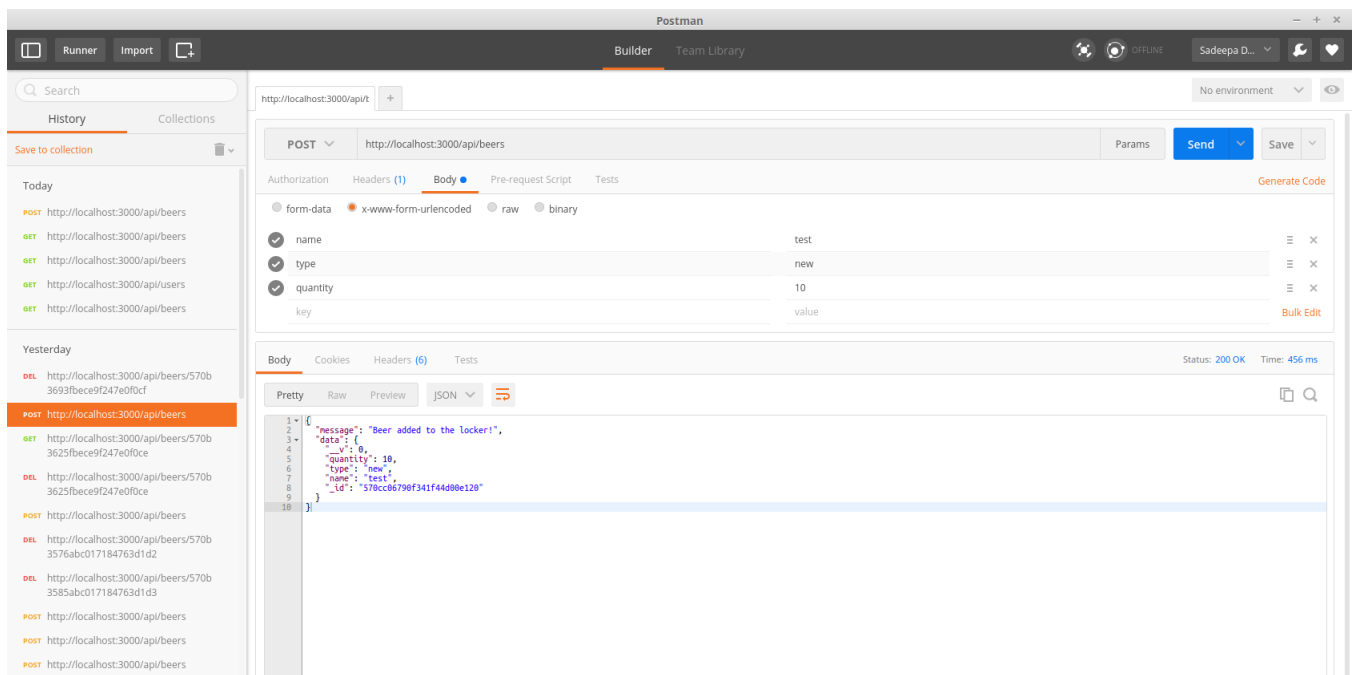 Postman
Runner Import Builder Team Library OFFLINE Sadeepa D...
Search
History Collections
Save to collection
Today
POST http://localhost:3000/api/beers
GET http://localhost:3000/api/beers
GET http://localhost:3000/api/beers
GET http://localhost:3000/api/users
GET http://localhost:3000/api/beers
Yesterday
DEL http://localhost:3000/api/beers/570b
3693fbece9f247e0f0cf
POST http://localhost:3000/api/beers
GET http://localhost:3000/api/beers/570b
3625fbece9f247e0f0ce
DEL http://localhost:3000/api/beers/570b
3625fbece9f247e0f0ce
POST http://localhost:3000/api/beers
DEL http://localhost:3000/api/beers/570b
3576abc017184763d1d2
DEL http://localhost:3000/api/beers/570b
3585abc017184763d1d3
POST http://localhost:3000/api/beers
POST http://localhost:3000/api/beers
POST http://localhost:3000/api/beers
http://localhost:3000/api/b + No environment
POST http://localhost:3000/api/beers Params Send Save
Authorization Headers (1) Body Pre-request Script Tests Generate Code
form-data x-www-form-urlencoded raw binary
name test
type new
quantity 10
key value Bulk Edit
Body Cookies Headers (6) Tests Status: 200 OK Time: 456 ms
Pretty Raw Preview JSON
1 {
2 "message": "Beer added to the locker!",
3 "data": {
4 "__v": 0,
5 "quantity": 10,
6 "type": "new",
7 "name": "test",
8 "_id": "570cc06790f341f44d00e120"
9 }
10 }